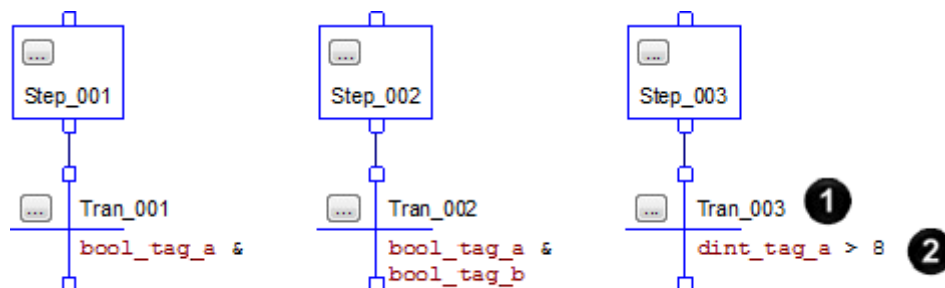 ... ... ...
Step_001 Step_002 Step_003
... Tran_001 ... Tran_002 ... Tran_003 1
bool_tag_a & bool_tag_a & dint_tag_a > 8 2
bool_tag_b